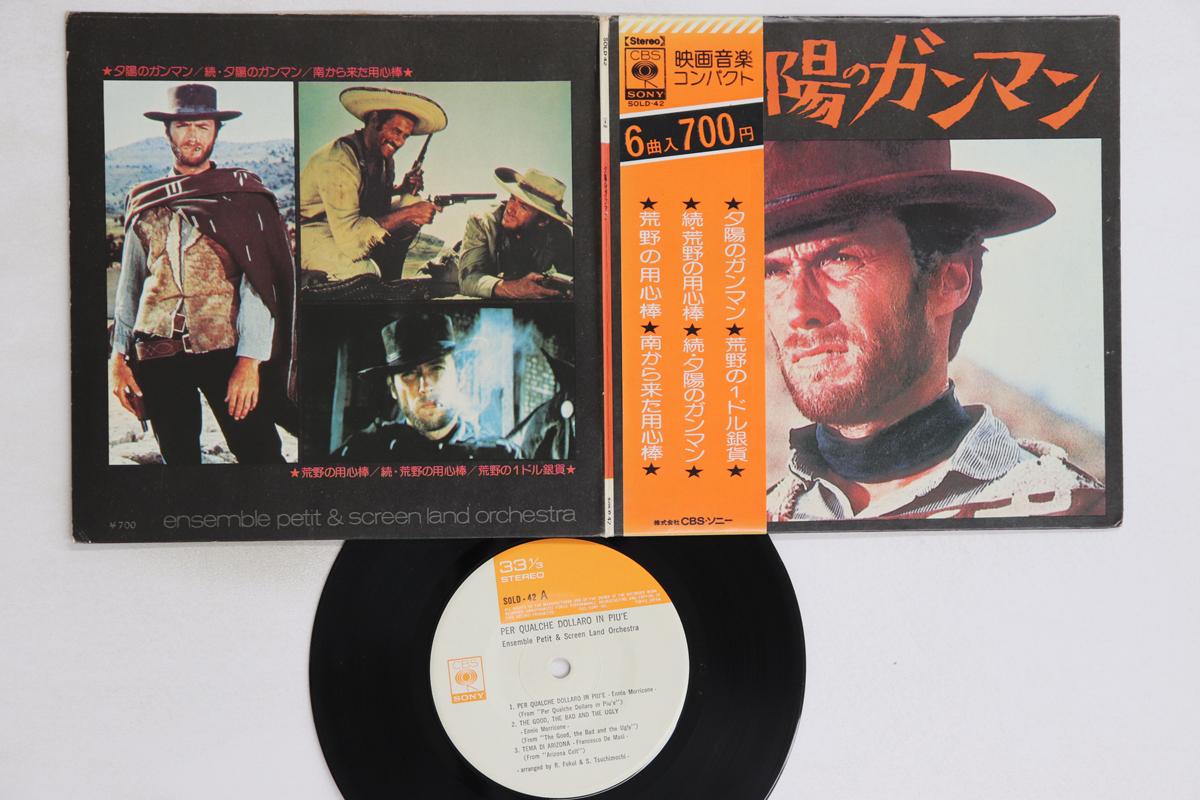 ★夕陽のガンマン／続・夕陽のガンマン／南から来た用心棒★
★荒野の用心棒／続・荒野の用心棒／荒野の1ドル銀貨★
¥700
ensemble petit & screen land orchestra
SOLD-42
【Stereo】
CBS
SONY
SOLD-42
映画音楽
コンパクト
6曲入700円
★夕陽のガンマン★荒野の1ドル銀貨★
★続・荒野の用心棒★続・夕陽のガンマン★
★荒野の用心棒★南から来た用心棒★
株式会社CBS・ソニー
陽のガンマン
33 1/3
STEREO
SOLD-42 A
PER QUALCHE DOLLARO IN PIU'E
Ensemble Petit & Screen Land Orchestra
CBS
SONY
1. PER QUALCHE DOLLARO IN PIU'E - Ennio Morricone -
(From "Per Qualche Dollaro in Piu'e")
2. THE GOOD, THE BAD AND THE UGLY
- Ennio Morricone -
(From "The Good, the Bad and the Ugly")
3. TEMA DI ARIZONA - Francesco De Masi -
(From "Arizona Colt")
- arranged by R. Fukui & S. Tsuchimochi -